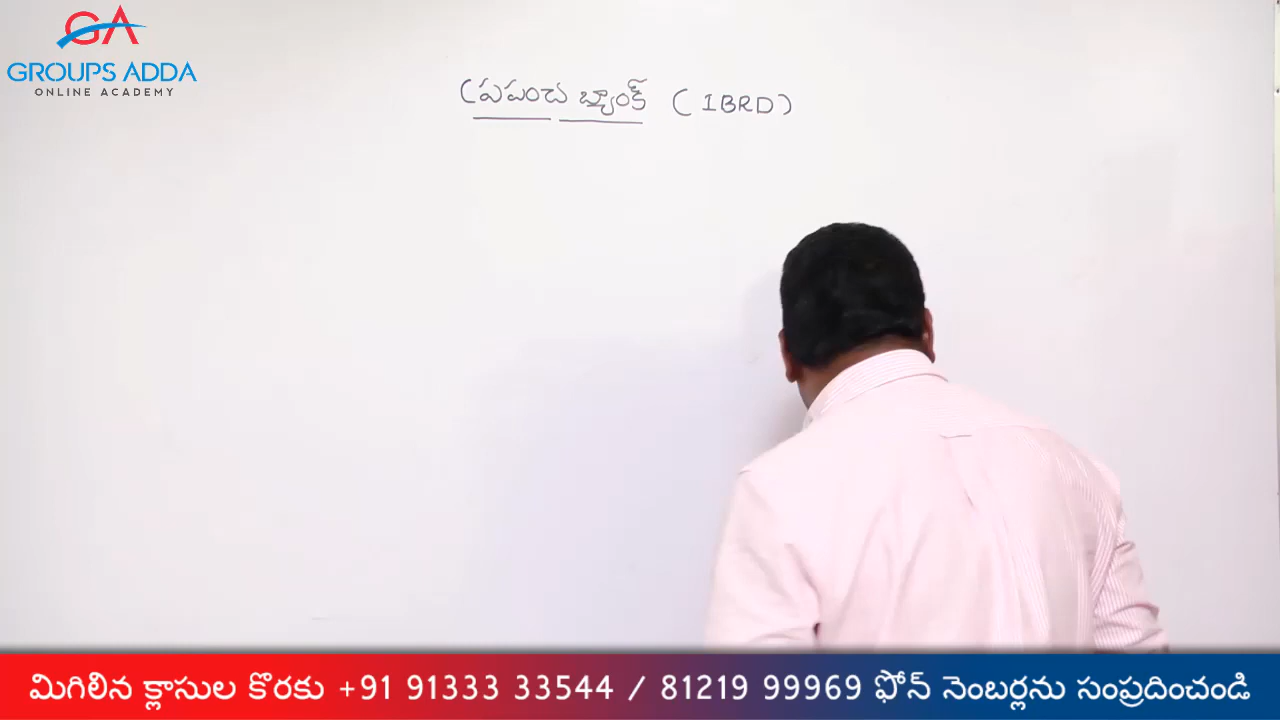 GA
GROUPS ADDA
ONLINE ACADEMY
ప్రపంచ బ్యాంక్ (IBRD)
మిగిలిన క్లాసుల కొరకు +91 91333 33544 / 81219 99969 ఫోన్ నెంబర్లను సంప్రదించండి